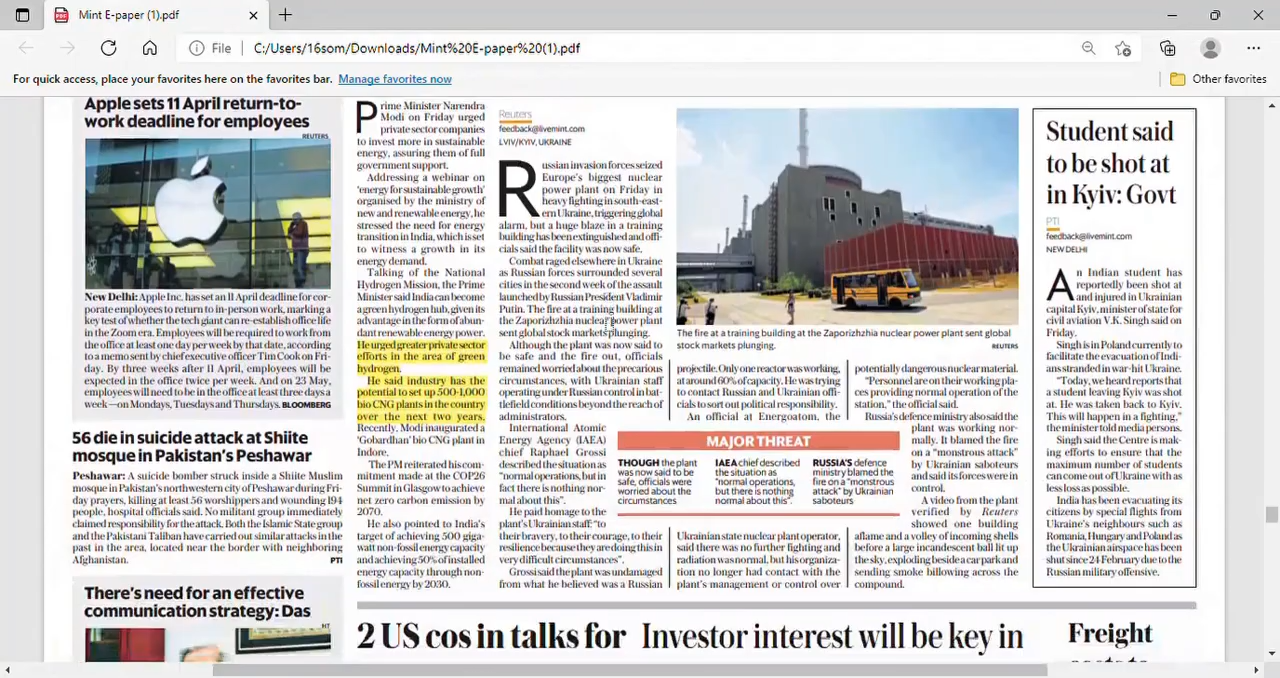 Mint E-paper (1).pdf
File
C:/Users/16som/Downloads/Mint%20E-paper%20(1).pdf
For quick access, place your favorites here on the favorites bar. Manage favorites now
Other favorites
Apple sets 11 April return-to-
work deadline for employees
REUTERS
New Delhi: Apple Inc. has set an 11 April deadline for cor-
porate employees to return to in-person work, marking a
key test of whether the tech giant can re-establish office life
in the Zoom era. Employees will be required to work from
the office at least one day per week by that date, according
to a memo sent by chief executive officer Tim Cook on Fri-
day. By three weeks after 11 April, employees will be
expected in the office twice per week. And on 23 May,
employees will need to be in the office at least three days a
week—on Mondays, Tuesdays and Thursdays. BLOOMBERG
56 die in suicide attack at Shiite
mosque in Pakistan's Peshawar
Peshawar: A suicide bomber struck inside a Shiite Muslim
mosque in Pakistan's northwestern city of Peshawar during Fri-
day prayers, killing at least 56 worshippers and wounding 194
people, hospital officials said. No militant group immediately
claimed responsibility for the attack. Both the Islamic State group
and the Pakistani Taliban have carried out similar attacks in the
past in the area, located near the border with neighboring
Afghanistan. PTI
There's need for an effective
communication strategy: Das
HT
Prime Minister Narendra
Modi on Friday urged
private sector companies
to invest more in sustainable
energy, assuring them of full
government support.
Addressing a webinar on
'energy for sustainable growth'
organised by the ministry of
new and renewable energy, he
stressed the need for energy
transition in India, which is set
to witness a growth in its
energy demand.
Talking of the National
Hydrogen Mission, the Prime
Minister said India can become
a green hydrogen hub, given its
advantage in the form of abun-
dant renewable energy power.
He urged greater private sector
efforts in the area of green
hydrogen.
He said industry has the
potential to set up 500-1,000
bio CNG plants in the country
over the next two years.
Recently, Modi inaugurated a
'Gobardhan' bio CNG plant in
Indore.
The PM reiterated his com-
mitment made at the COP26
Summit in Glasgow to achieve
net zero carbon emission by
2070.
He also pointed to India's
target of achieving 500 giga-
watt non-fossil energy capacity
and achieving 50% of installed
energy capacity through non-
fossil energy by 2030.
Reuters
feedback@livemint.com
LVIV/KYIV, UKRAINE
Russian invasion forces seized
Europe's biggest nuclear
power plant on Friday in
heavy fighting in south-east-
ern Ukraine, triggering global
alarm, but a huge blaze in a training
building has been extinguished and offi-
cials said the facility was now safe.
Combat raged elsewhere in Ukraine
as Russian forces surrounded several
cities in the second week of the assault
launched by Russian President Vladimir
Putin. The fire at a training building at
the Zaporizhzhia nuclear power plant
sent global stock markets plunging.
Although the plant was now said to
be safe and the fire out, officials
remained worried about the precarious
circumstances, with Ukrainian staff
operating under Russian control in bat-
tlefield conditions beyond the reach of
administrators.
International Atomic
Energy Agency (IAEA)
chief Raphael Grossi
described the situation as
"normal operations, but in
fact there is nothing nor-
mal about this".
He paid homage to the
plant's Ukrainian staff: "to
their bravery, to their courage, to their
resilience because they are doing this in
very difficult circumstances".
Grossi said the plant was undamaged
from what he believed was a Russian
The fire at a training building at the Zaporizhzhia nuclear power plant sent global
stock markets plunging.
REUTERS
projectile. Only one reactor was working,
at around 60% of capacity. He was trying
to contact Russian and Ukrainian offi-
cials to sort out political responsibility.
An official at Energoatom, the
MAJOR THREAT
THOUGH the plant
was now said to be
safe, officials were
worried about the
circumstances
IAEA chief described
the situation as
"normal operations,
but there is nothing
normal about this".
RUSSIA'S defence
ministry blamed the
fire on a "monstrous
attack" by Ukrainian
saboteurs
Ukrainian state nuclear plant operator,
said there was no further fighting and
radiation was normal, but his organiza-
tion no longer had contact with the
plant's management or control over
potentially dangerous nuclear material.
"Personnel are on their working pla-
ces providing normal operation of the
station," the official said.
Russia's defence ministry also said the
plant was working nor-
mally. It blamed the fire
on a "monstrous attack"
by Ukrainian saboteurs
and said its forces were in
control.
A video from the plant
verified by Reuters
showed one building
aflame and a volley of incoming shells
before a large incandescent ball lit up
the sky, exploding beside a car park and
sending smoke billowing across the
compound.
Student said
to be shot at
in Kyiv: Govt
PTI
feedback@livemint.com
NEW DELHI
An Indian student has
reportedly been shot at
and injured in Ukrainian
capital Kyiv, minister of state for
civil aviation V.K. Singh said on
Friday.
Singh is in Poland currently to
facilitate the evacuation of Indi-
ans stranded in war-hit Ukraine.
"Today, we heard reports that
a student leaving Kyiv was shot
at. He was taken back to Kyiv.
This will happen in a fighting,"
the minister told media persons.
Singh said the Centre is mak-
ing efforts to ensure that the
maximum number of students
can come out of Ukraine with as
less loss as possible.
India has been evacuating its
citizens by special flights from
Ukraine's neighbours such as
Romania, Hungary and Poland as
the Ukrainian airspace has been
shut since 24 February due to the
Russian military offensive.
2 US cos in talks for
Investor interest will be key in
Freight